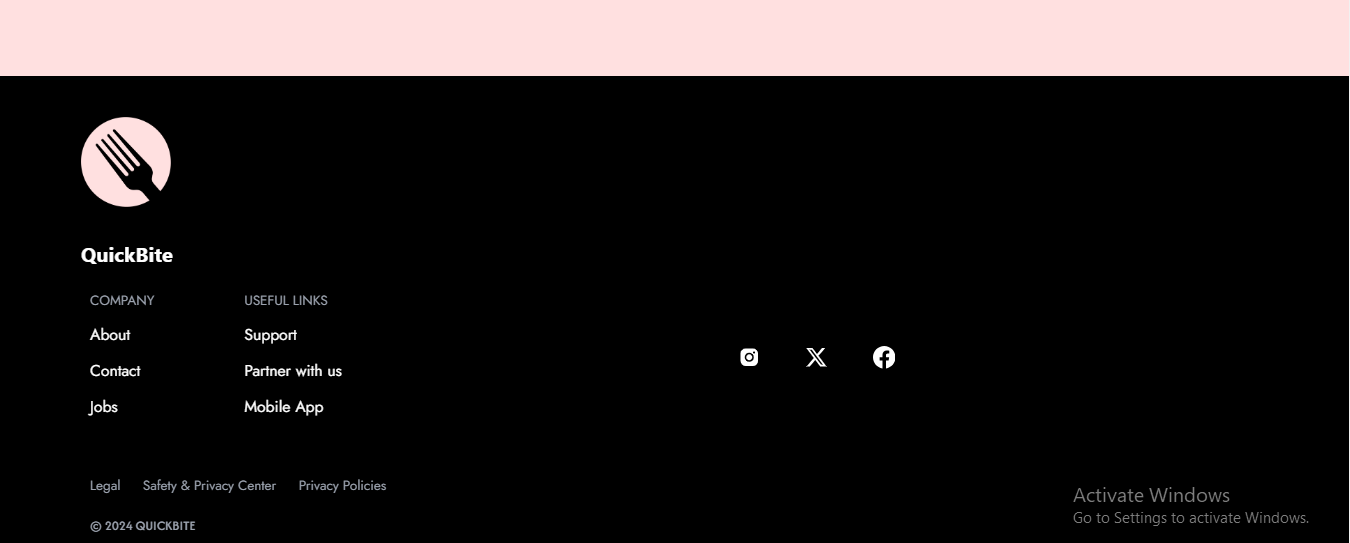 QuickBite
COMPANY
About
Contact
Jobs
USEFUL LINKS
Support
Partner with us
Mobile App
Legal Safety & Privacy Center Privacy Policies
© 2024 QUICKBITE
Activate Windows
Go to Settings to activate Windows.